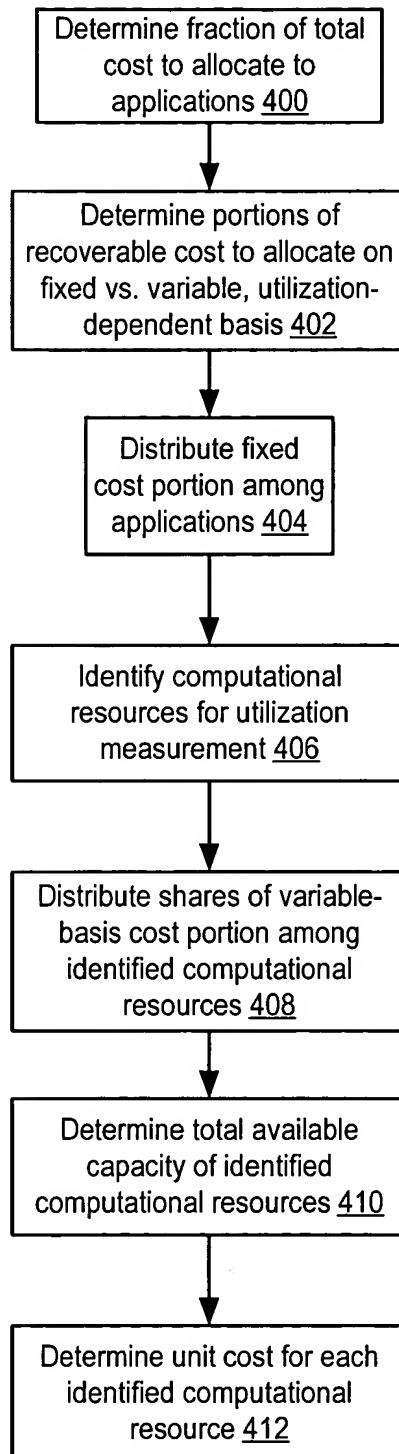 Determine fraction of total
cost to allocate to
applications 400
Determine portions of
recoverable cost to allocate on
fixed vs. variable, utilization-
dependent basis 402
Distribute fixed
cost portion among
applications 404
Identify computational
resources for utilization
measurement 406
Distribute shares of variable-
basis cost portion among
identified computational
resources 408
Determine total available
capacity of identified
computational resources 410
Determine unit cost for each
identified computational
resource 412